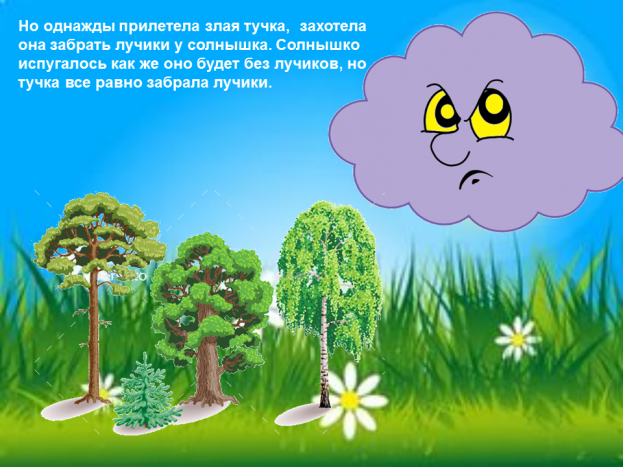 Но однажды прилетела злая тучка, захотела
она забрать лучики у солнышка. Солнышко
испугалось как же оно будет без лучиков, но
тучка все равно забрала лучики.